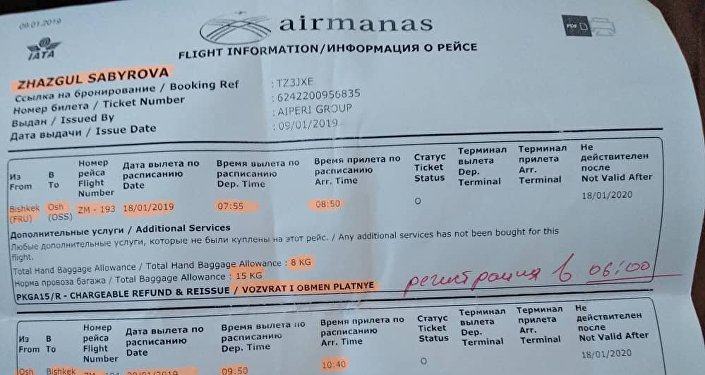 09.01.2019
airmanas
IATA
PDF
FLIGHT INFORMATION/ИНФОРМАЦИЯ О РЕЙСЕ
ZHAZGUL SABYROVA
Ссылка на бронирование / Booking Ref : TZ3JXE
Номер билета / Ticket Number : 6242200956835
Выдан / Issued By : AIPERI GROUP
Дата выдачи / Issue Date : 09/01/2019
Из From В To Номер рейса Flight Number Дата вылета по расписанию Date Время вылета по расписанию Dep. Time Время прилета по расписанию Arr. Time Статус Ticket Status Терминал вылета Dep. Terminal Терминал прилета Arr. Terminal Не действителен после Not Valid After
Bishkek (FRU) Osh (OSS) ZM - 193 18/01/2019 07:55 08:50 O 18/01/2020
Дополнительные услуги / Additional Services
Любые дополнительные услуги, которые не были куплены на этот рейс. / Any additional services has not been bought for this
flight.
Total Hand Baggage Allowance / Total Hand Baggage Allowance : 8 KG
Норма провоза багажа / Total Baggage Allowance : 15 KG
PKGA15/R - CHARGEABLE REFUND & REISSUE / VOZVRAT I OBMEN PLATNYE
регистрация в 06:00
Из From В To Номер рейса Flight Number Дата вылета по расписанию Date Время вылета по расписанию Dep. Time Время прилета по расписанию Arr. Time Статус Ticket Status Терминал вылета Dep. Terminal Терминал прилета Arr. Terminal Не действителен после Not Valid After
Osh Bishkek 09:50 10:40 O 18/01/2020